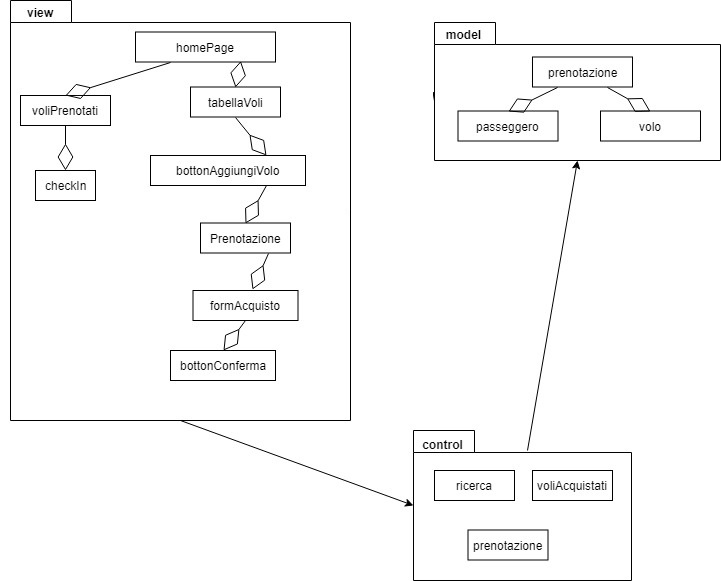 view
homePage
voliPrenotati
tabellaVoli
checkIn
bottonAggiungiVolo
Prenotazione
formAcquisto
bottonConferma
model
prenotazione
passeggero
volo
control
ricerca
voliAcquistati
prenotazione